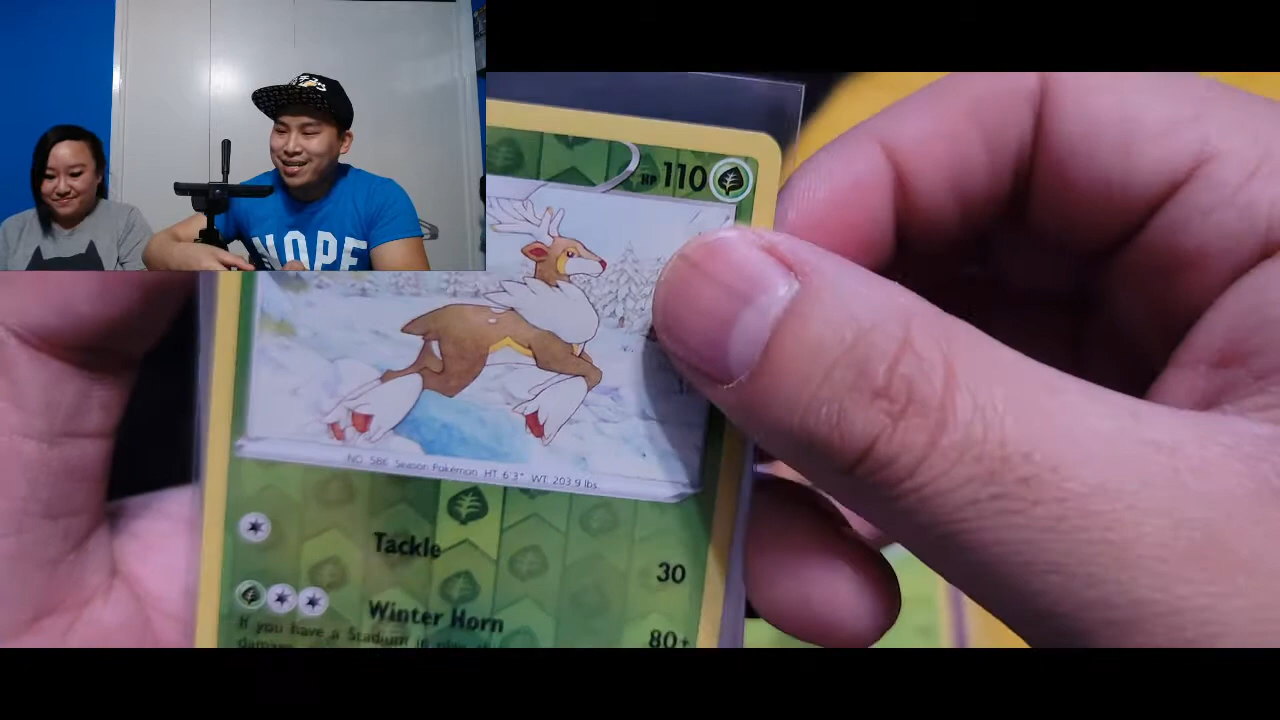 NOPE
HP 110
NO. 586 Season Pokémon HT 6'3" WT 203.9 lbs.
Tackle
30
Winter Horn
80+
If you have a Stadium in play
damage